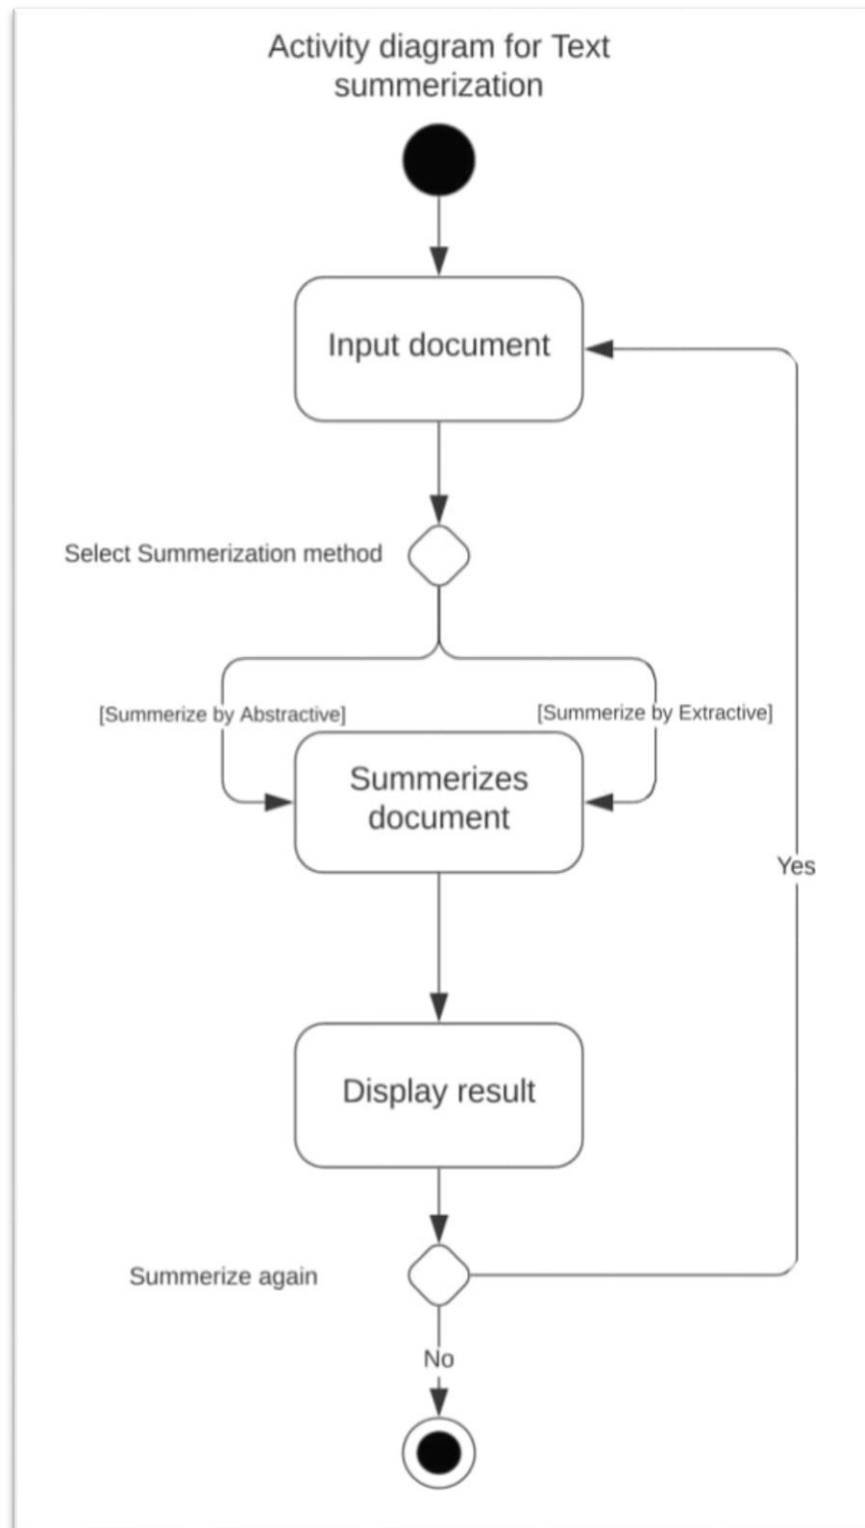 Activity diagram for Text
summerization
Input document
Select Summerization method
[Summerize by Abstractive]
[Summerize by Extractive]
Summerizes
document
Yes
Display result
Summerize again
No